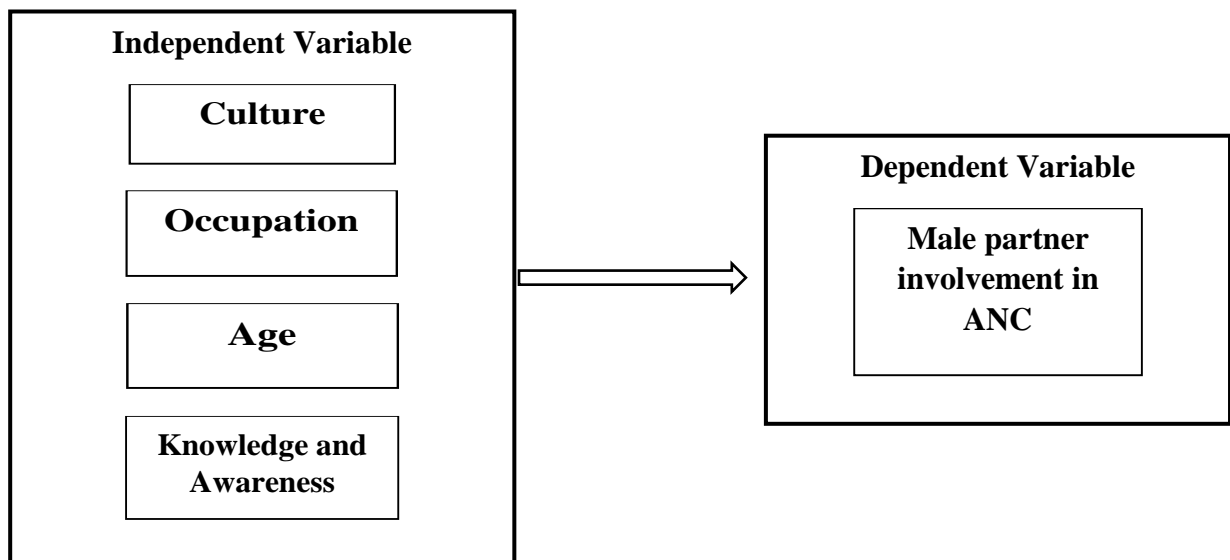 Independent Variable
Culture
Occupation
Age
Knowledge and
Awareness
Dependent Variable
Male partner
involvement in
ANC